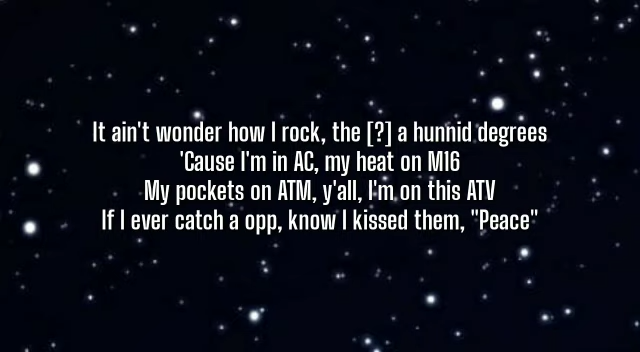 It ain't wonder how I rock, the [?] a hunnid degrees
'Cause I'm in AC, my heat on M16
My pockets on ATM, y'all, I'm on this ATV
If I ever catch a opp, know I kissed them, "Peace"